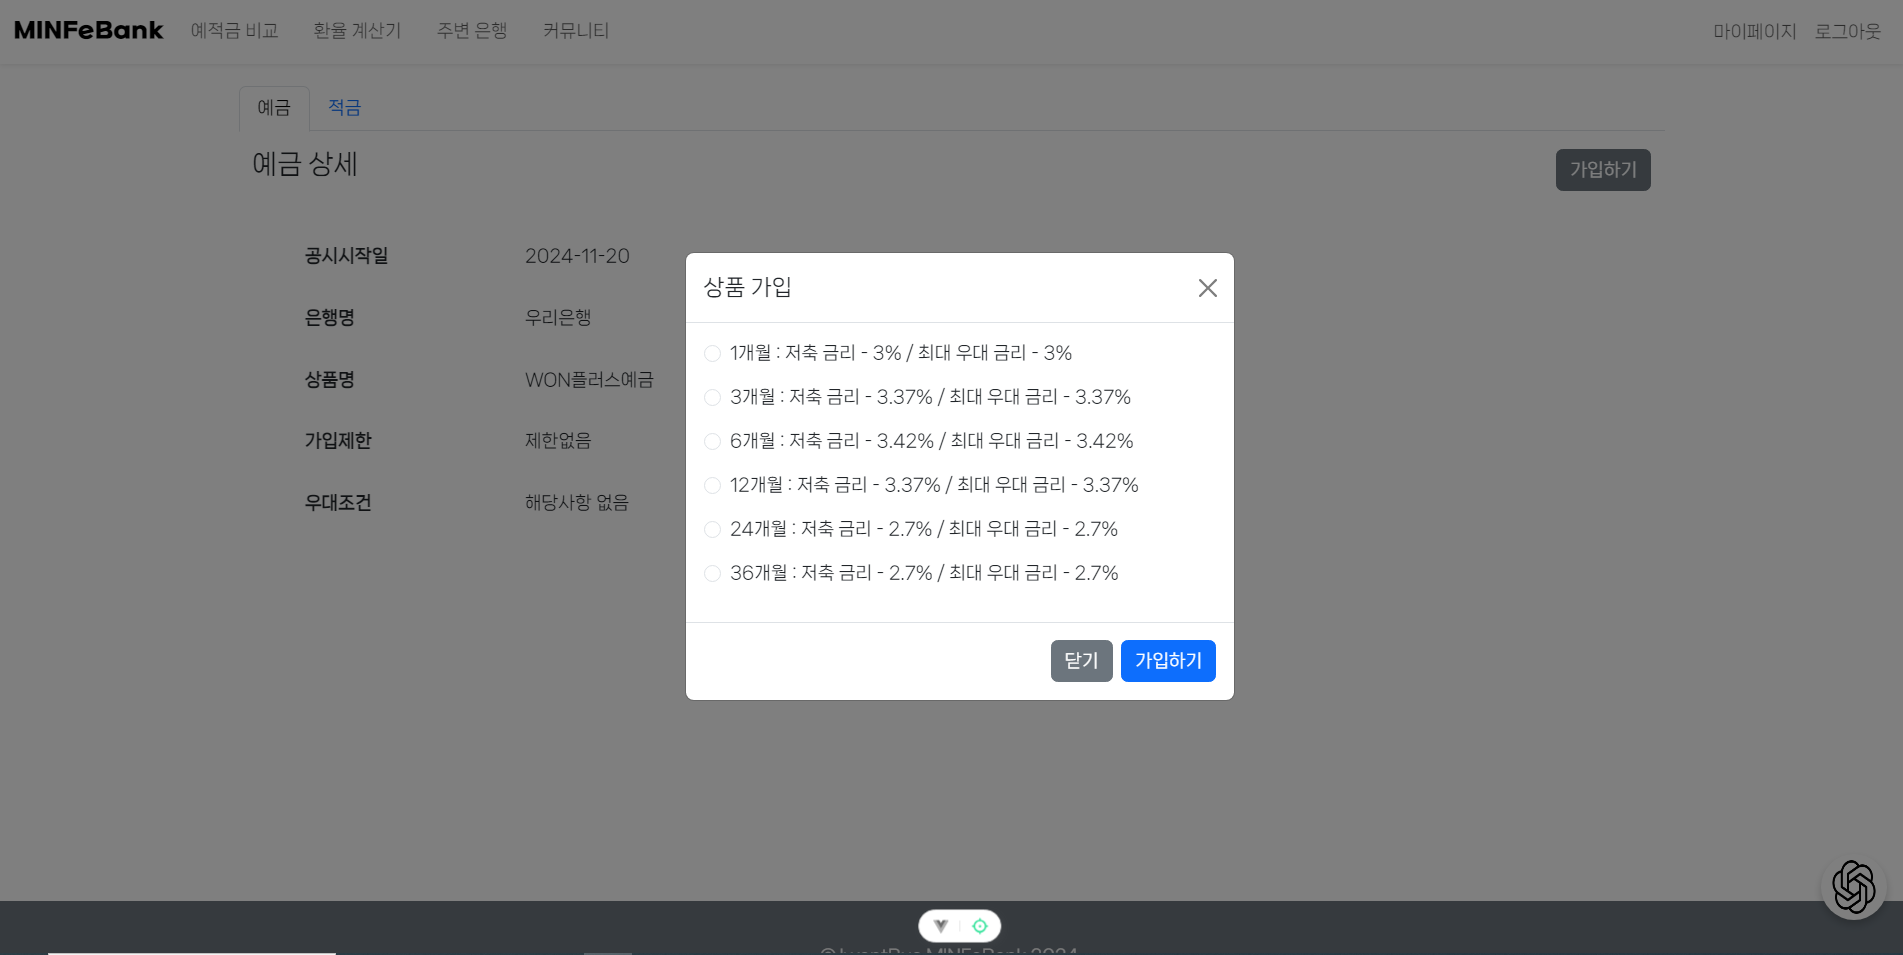 MINFeBank 예적금 비교 환율 계산기 주변 은행 커뮤니티 마이페이지 로그아웃
예금 적금
예금 상세 가입하기
공시시작일 2024-11-20
은행명 우리은행
상품명 WON플러스예금
가입제한 제한없음
우대조건 해당사항 없음
상품 가입
1개월 : 저축 금리 - 3% / 최대 우대 금리 - 3%
3개월 : 저축 금리 - 3.37% / 최대 우대 금리 - 3.37%
6개월 : 저축 금리 - 3.42% / 최대 우대 금리 - 3.42%
12개월 : 저축 금리 - 3.37% / 최대 우대 금리 - 3.37%
24개월 : 저축 금리 - 2.7% / 최대 우대 금리 - 2.7%
36개월 : 저축 금리 - 2.7% / 최대 우대 금리 - 2.7%
닫기 가입하기
MINFeBank 2024